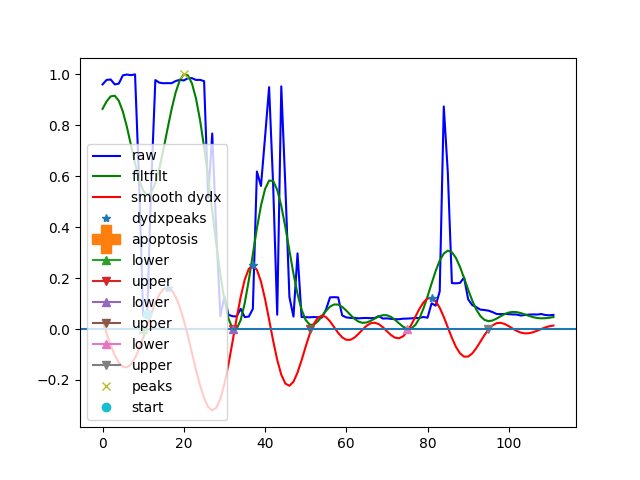 1.0
0.8
0.6
0.4
0.2
0.0
−0.2
raw
filtfilt
smooth dydx
dydxpeaks
apoptosis
lower
upper
lower
upper
lower
upper
peaks
start
0 20 40 60 80 100